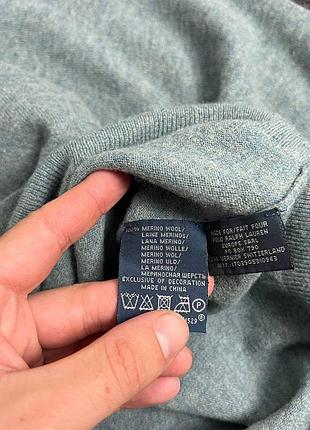 100% MERINO WOOL/
LAINE MERINOS/
LANA MERINO/
MERINO WOLLE/
MERINO WOL/
MERINO ULD/
LA MERINO/
МЕРИНОСНАЯ ШЕРСТЬ
EXCLUSIVE OF DECORATION
MADE IN CHINA
P
MADE FOR/FAIT POUR
POLO RALPH LAUREN
EUROPE SARL
PO BOX 790
VERNIER SWITZERLAND